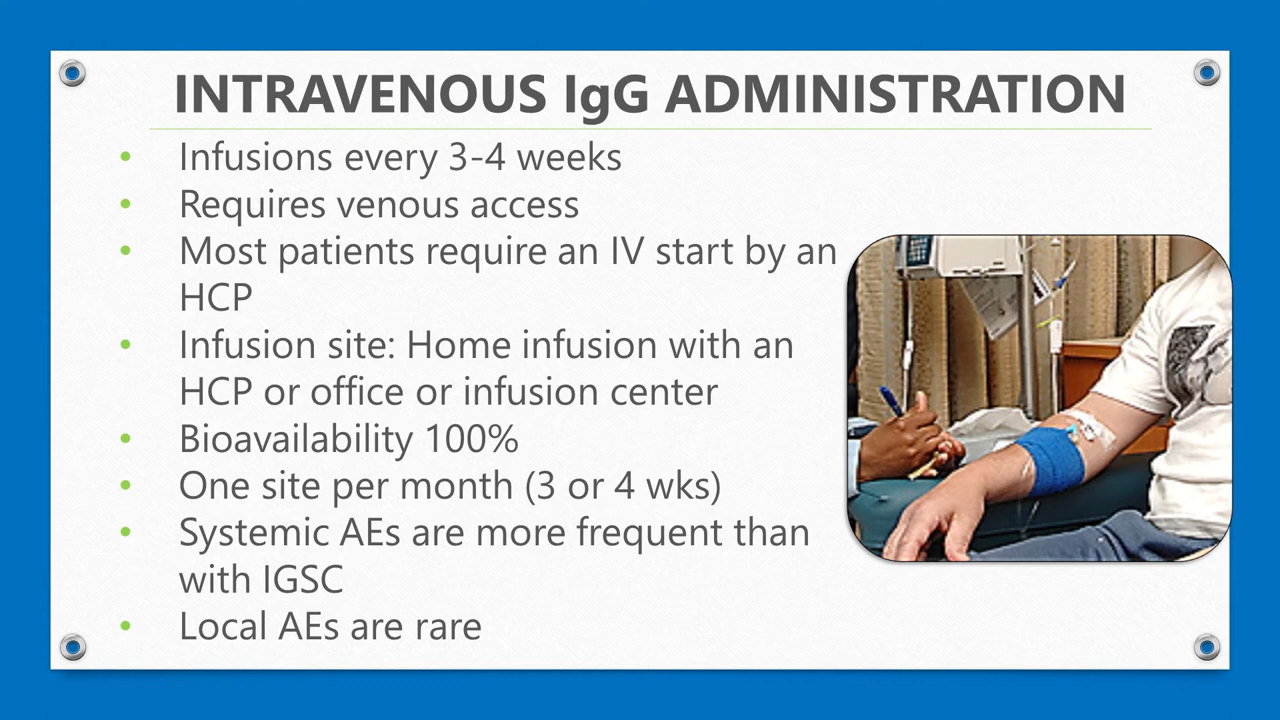 INTRAVENOUS IgG ADMINISTRATION
• Infusions every 3-4 weeks
• Requires venous access
• Most patients require an IV start by an
HCP
• Infusion site: Home infusion with an
HCP or office or infusion center
• Bioavailability 100%
• One site per month (3 or 4 wks)
• Systemic AEs are more frequent than
with IGSC
• Local AEs are rare